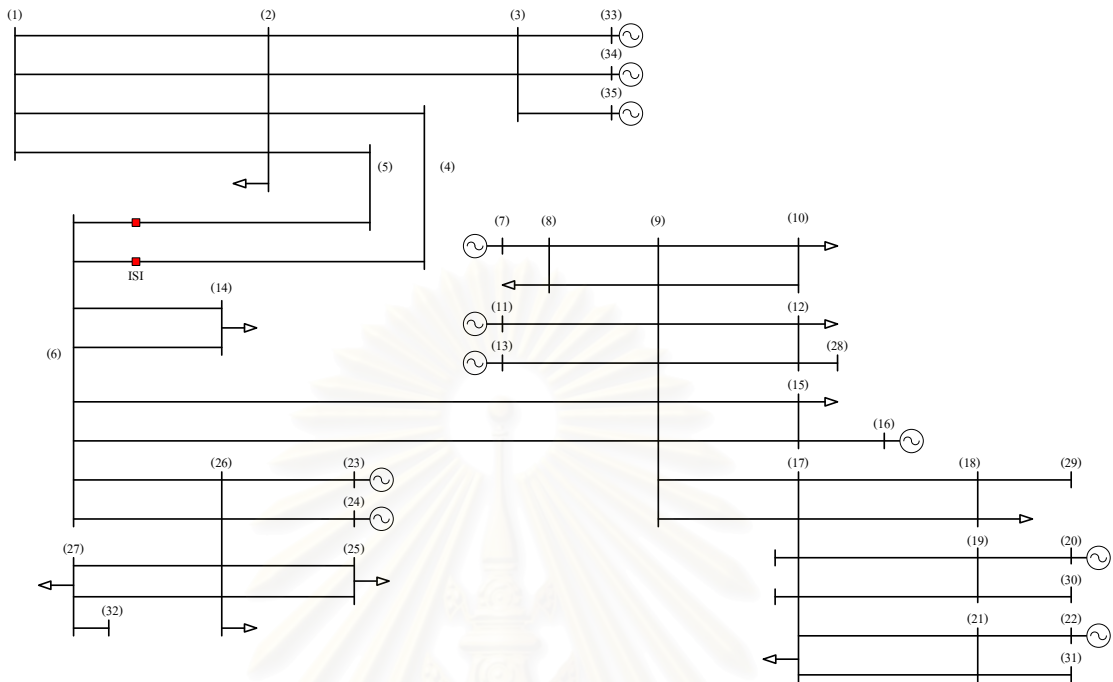 (1) (2) (3) (33)
(34)
(35)
(5) (4)
ISI
(7) (8) (9) (10)
(14) (11) (12)
(6) (13) (28)
(15)
(16)
(26) (23) (17) (18) (29)
(24)
(27) (25) (19) (20)
(32) (30)
(21) (22)
(31)